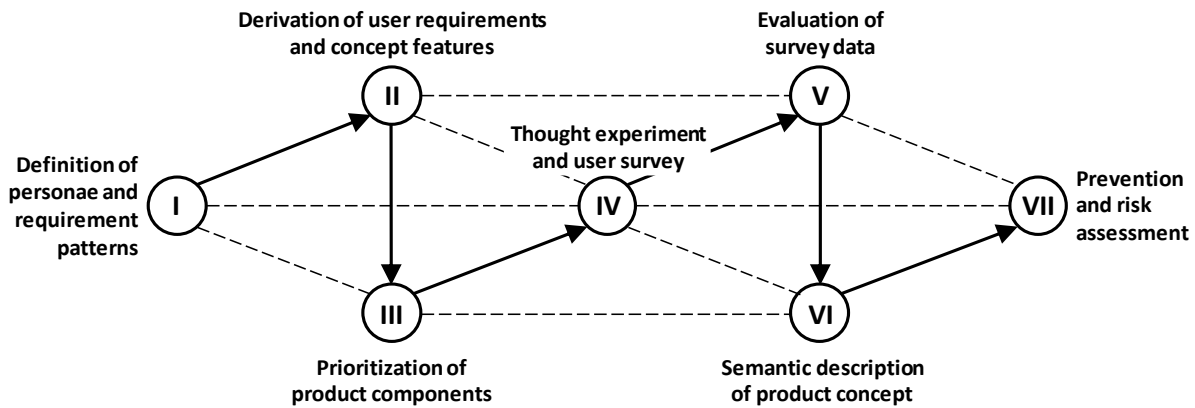 Derivation of user requirements
and concept features
Evaluation of
survey data
II
V
Thought experiment
and user survey
Definition of
personae and
requirement
patterns
I
IV
VII
Prevention
and risk
assessment
III
VI
Prioritization of
product components
Semantic description
of product concept